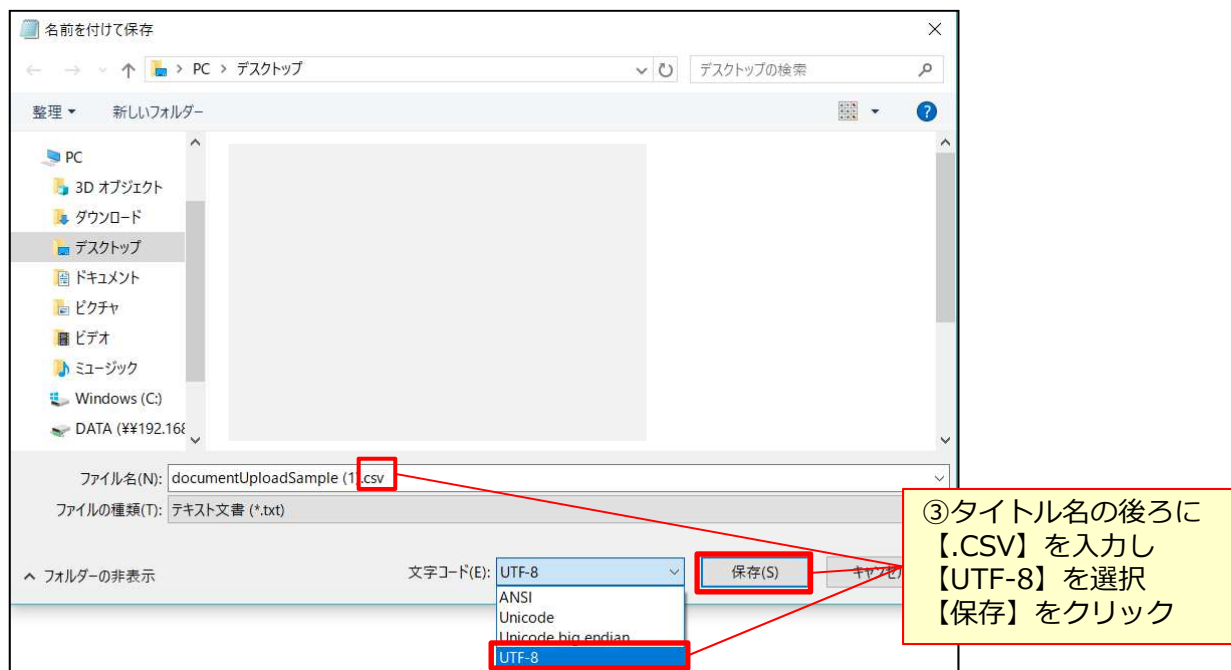 名前を付けて保存
PC > デスクトップ
デスクトップの検索
整理
新しいフォルダー
PC
3D オブジェクト
ダウンロード
デスクトップ
ドキュメント
ピクチャ
ビデオ
ミュージック
Windows (C:)
DATA (¥¥192.168
ファイル名(N): documentUploadSample (1).csv
ファイルの種類(T): テキスト文書 (*.txt)
フォルダーの非表示
文字コード(E): UTF-8
保存(S)
キャンセル
ANSI
Unicode
Unicode big endian
UTF-8
③タイトル名の後ろに
【.CSV】を入力し
【UTF-8】を選択
【保存】をクリック